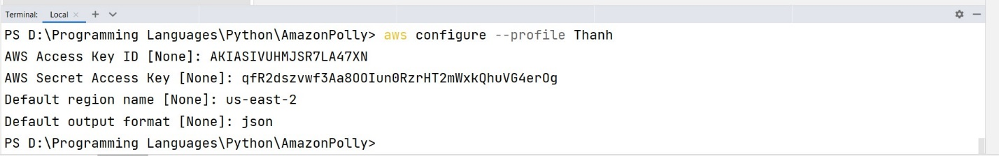 Terminal: Local
PS D:\Programming Languages\Python\AmazonPolly> aws configure --profile Thanh
AWS Access Key ID [None]: AKIASIVUHMJSR7LA47XN
AWS Secret Access Key [None]: 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
Default region name [None]: us-east-2
Default output format [None]: json
PS D:\Programming Languages\Python\AmazonPolly>